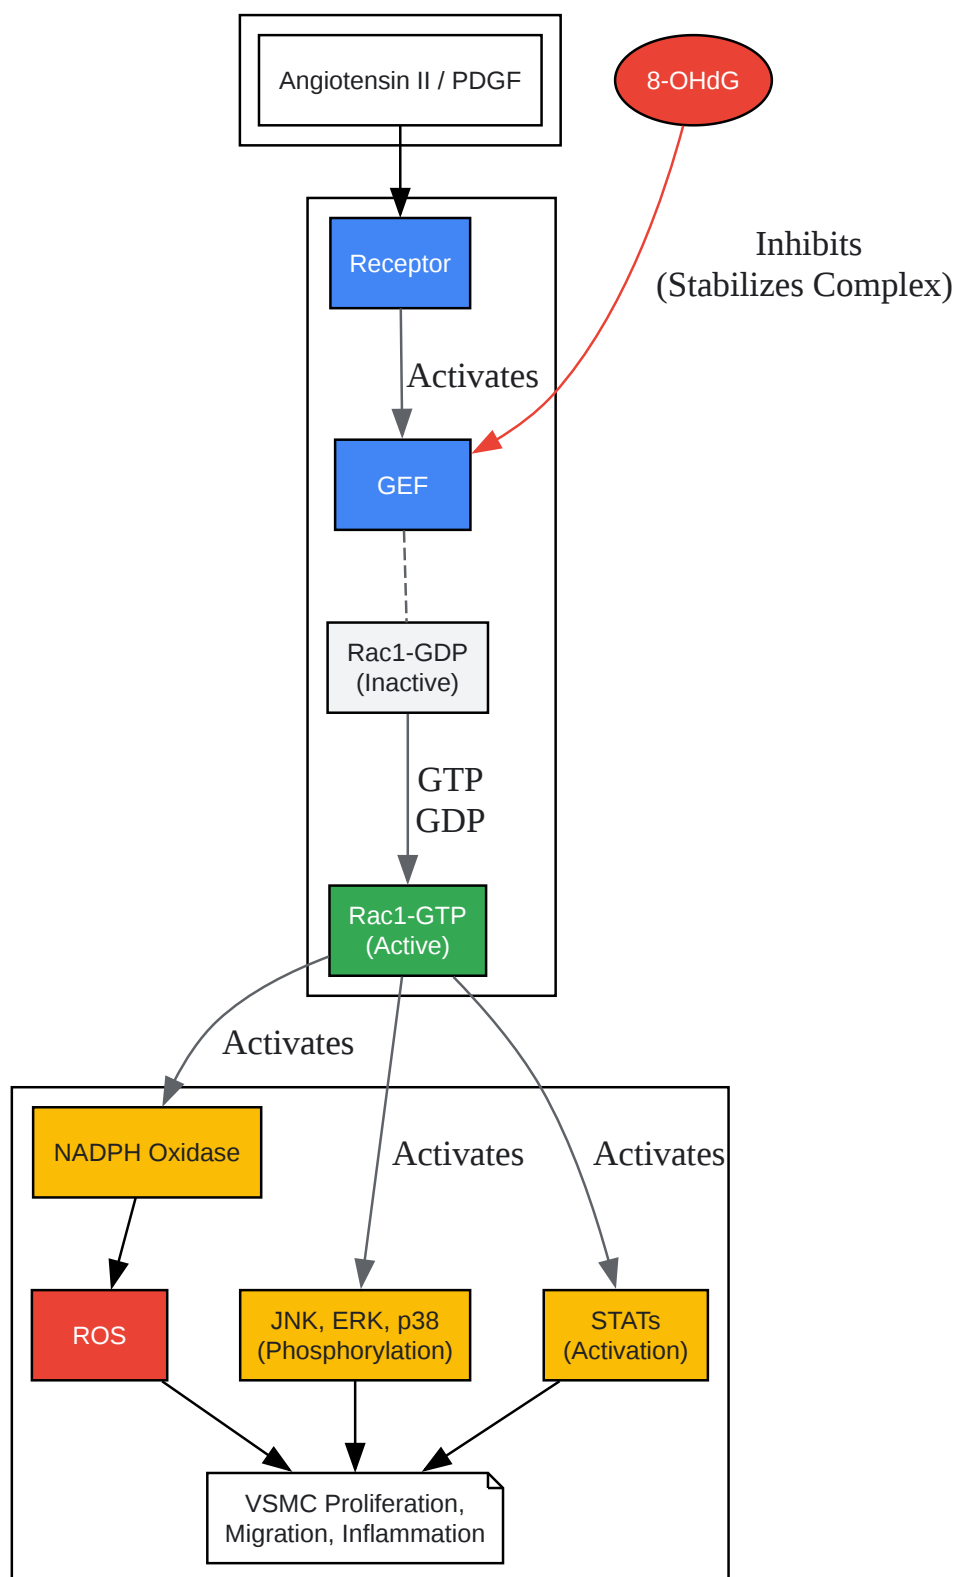 Angiotensin II / PDGF
8-OHdG
Inhibits
(Stabilizes Complex)
Receptor
Activates
GEF
Rac1-GDP
(Inactive)
GTP
GDP
Rac1-GTP
(Active)
Activates
Activates
Activates
NADPH Oxidase
ROS
JNK, ERK, p38
(Phosphorylation)
STATs
(Activation)
VSMC Proliferation,
Migration, Inflammation